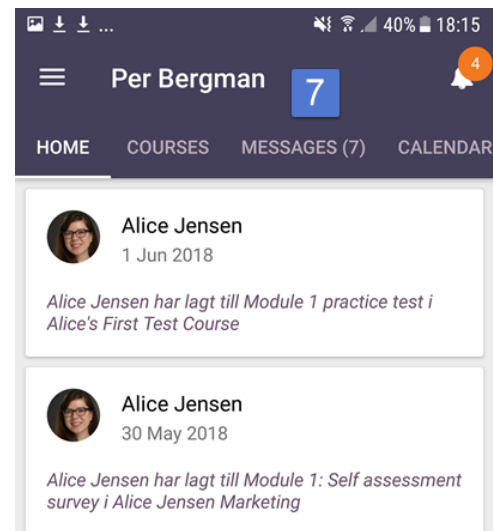 ... 40% 18:15
Per Bergman
7
4
HOME COURSES MESSAGES (7) CALENDAR
Alice Jensen
1 Jun 2018
Alice Jensen har lagt till Module 1 practice test i
Alice's First Test Course
Alice Jensen
30 May 2018
Alice Jensen har lagt till Module 1: Self assessment
survey i Alice Jensen Marketing